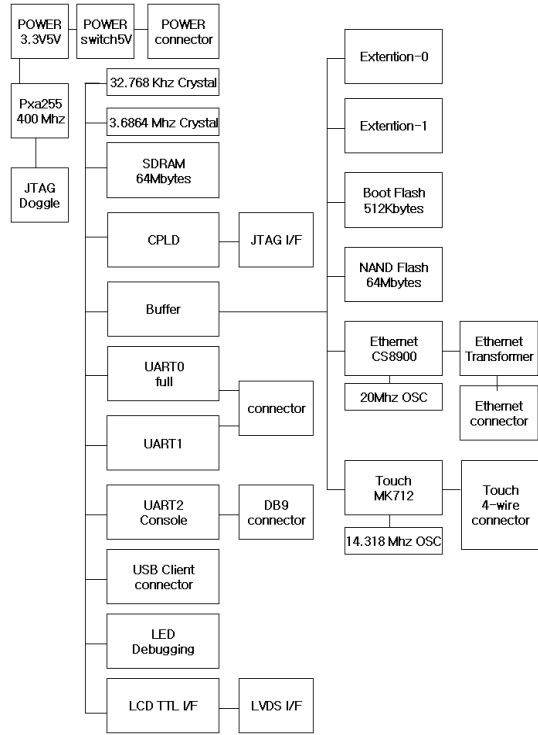 POWER
3.3V5V
POWER
switch5V
POWER
connector
Pxa255
400 Mhz
JTAG
Doggle
32.768 Khz Crystal
3.6864 Mhz Crystal
SDRAM
64Mbytes
CPLD
JTAG I/F
Buffer
UART0
full
connector
UART1
UART2
Console
DB9
connector
USB Client
connector
LED
Debugging
LCD TTL I/F
LVDS I/F
Extention-0
Extention-1
Boot Flash
512Kbytes
NAND Flash
64Mbytes
Ethernet
CS8900
Ethernet
Transformer
20Mhz OSC
Ethernet
connector
Touch
MK712
Touch
4-wire
connector
14.318 Mhz OSC